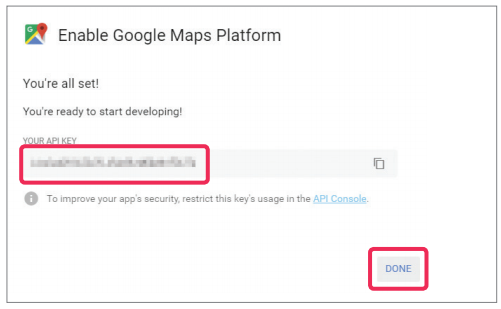 Enable Google Maps Platform
You're all set!
You're ready to start developing!
YOUR API KEY
To improve your app's security, restrict this key's usage in the API Console.
DONE